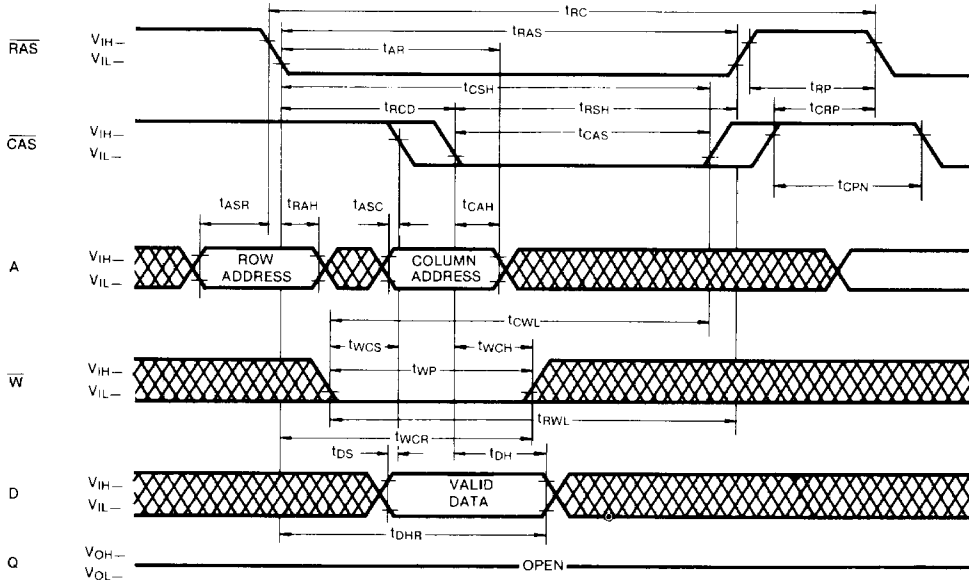 tRC
tRAS
tAR
RAS
VIH
VIL
tCSH
tRP
tRCD
tRSH
tCRP
CAS
VIH
VIL
tCAS
tCPN
tASR
tRAH
tASC
tCAH
A
VIH
VIL
ROW
ADDRESS
COLUMN
ADDRESS
tCWL
tWCS
tWCH
W
VIH
VIL
tWP
tRWL
tWCR
tDS
tDH
D
VIH
VIL
VALID
DATA
tDHR
Q
VOH
VOL
OPEN